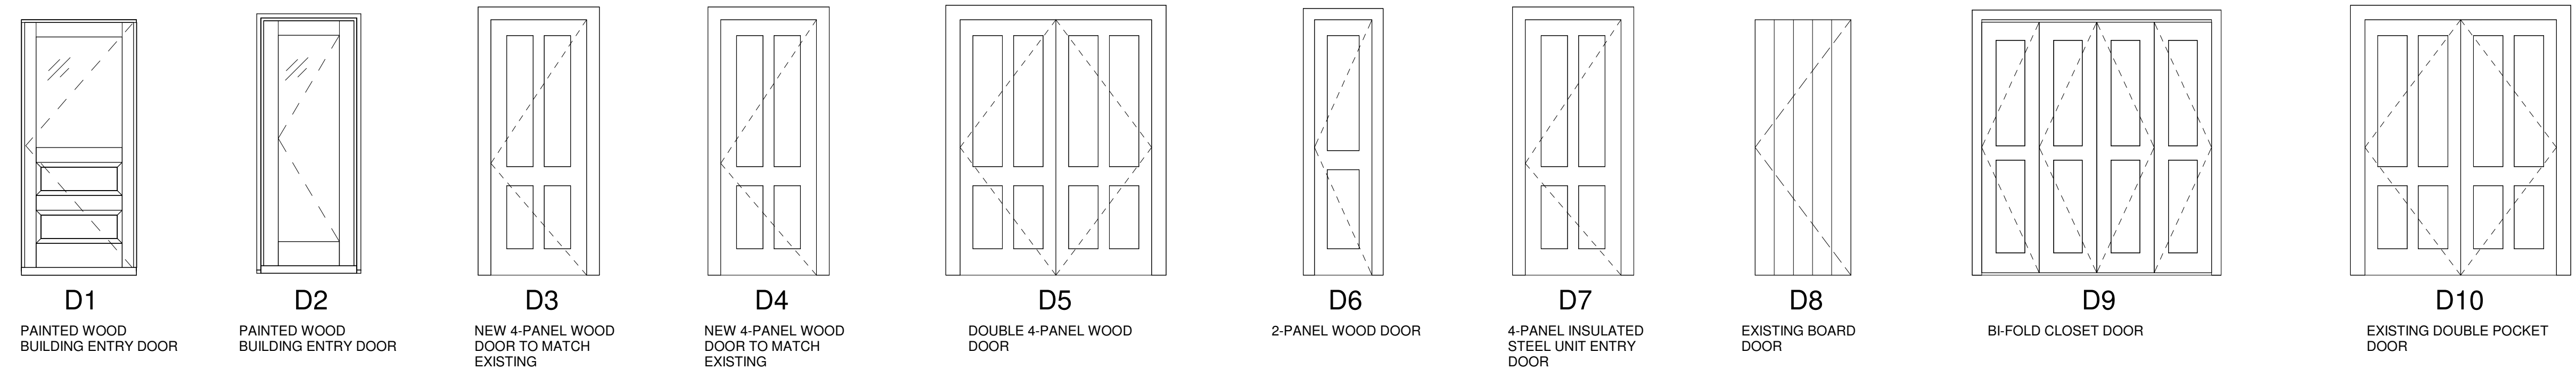 D1
PAINTED WOOD
BUILDING ENTRY DOOR
D2
PAINTED WOOD
BUILDING ENTRY DOOR
D3
NEW 4-PANEL WOOD
DOOR TO MATCH
EXISTING
D4
NEW 4-PANEL WOOD
DOOR TO MATCH
EXISTING
D5
DOUBLE 4-PANEL WOOD
DOOR
D6
2-PANEL WOOD DOOR
D7
4-PANEL INSULATED
STEEL UNIT ENTRY
DOOR
D8
EXISTING BOARD
DOOR
D9
BI-FOLD CLOSET DOOR
D10
EXISTING DOUBLE POCKET
DOOR